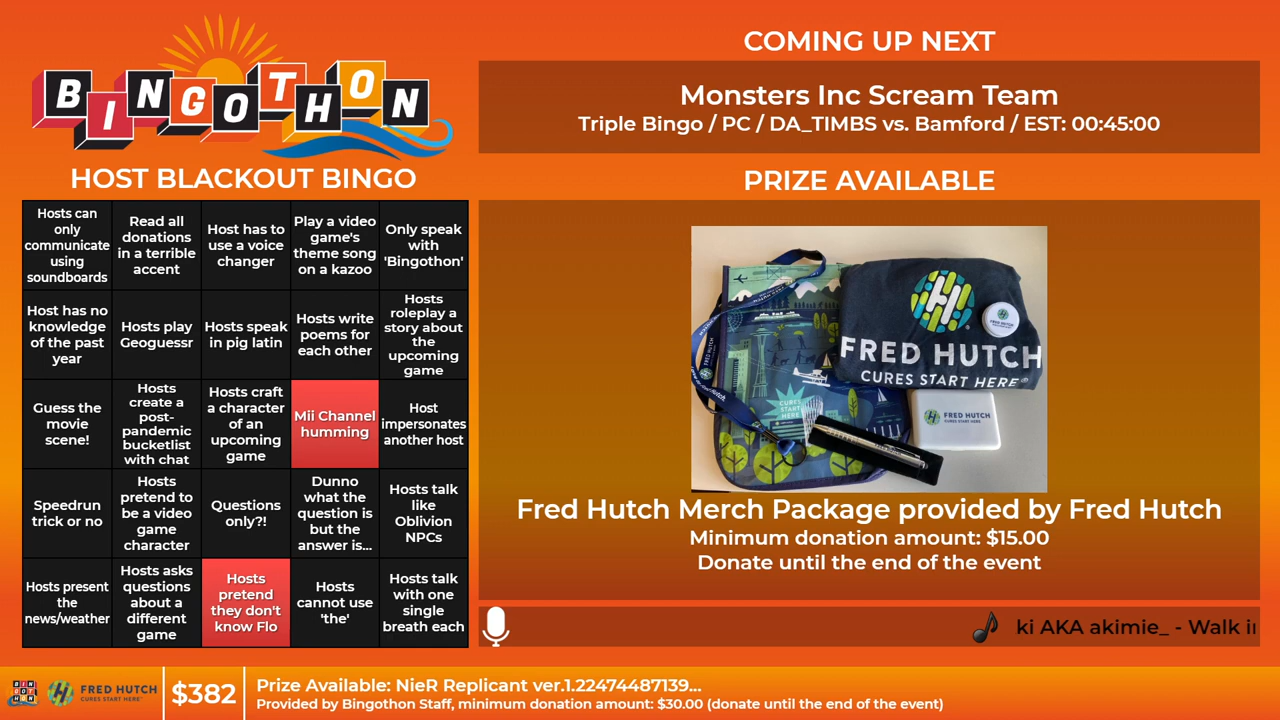 BINGOTHON
HOST BLACKOUT BINGO
Hosts can
only
communicate
using
soundboards
Read all
donations
in a terrible
accent
Host has to
use a voice
changer
Play a video
game's
theme song
on a kazoo
Only speak
with
'Bingothon'
Host has no
knowledge
of the past
year
Hosts play
Geoguessr
Hosts speak
in pig latin
Hosts write
poems for
each other
Hosts
roleplay a
story about
the
upcoming
game
Guess the
movie
scene!
Hosts
create a
post-
pandemic
bucketlist
with chat
Hosts craft
a character
of an
upcoming
game
Mii Channel
humming
Host
impersonates
another host
Speedrun
trick or no
Hosts
pretend to
be a video
game
character
Questions
only?!
Dunno
what the
question is
but the
answer is...
Hosts talk
like
Oblivion
NPCs
Hosts present
the
news/weather
Hosts asks
questions
about a
different
game
Hosts
pretend
they don't
know Flo
Hosts
cannot use
'the'
Hosts talk
with one
single
breath each
COMING UP NEXT
Monsters Inc Scream Team
Triple Bingo / PC / DA_TIMBS vs. Bamford / EST: 00:45:00
PRIZE AVAILABLE
FRED HUTCH
CURES START HERE®
FRED HUTCH
CURES START HERE
CURES
START
HERE
Fred Hutch Merch Package provided by Fred Hutch
Minimum donation amount: $15.00
Donate until the end of the event
ki AKA akimie_ - Walk in
BINGOTHON
FRED HUTCH
CURES START HERE
$382
Prize Available: NieR Replicant ver.1.22474487139...
Provided by Bingothon Staff, minimum donation amount: $30.00 (donate until the end of the event)